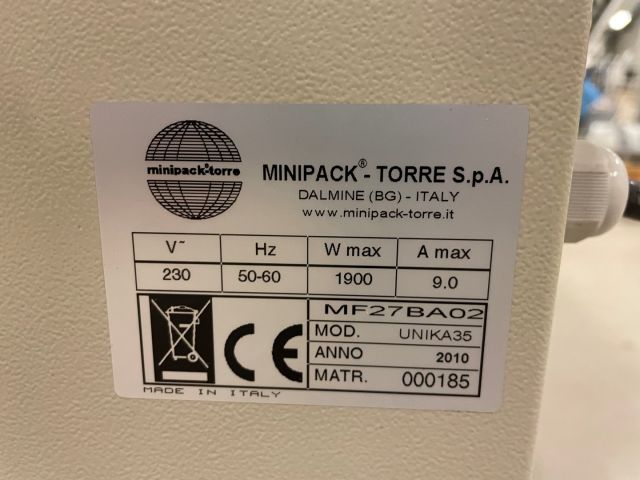 minipack-torre
MINIPACK® - TORRE S.p.A.
DALMINE (BG) - ITALY
www.minipack-torre.it
V~ Hz W max A max
230 50-60 1900 9.0
MF27BA02
CE
MOD. UNIKA35
ANNO 2010
MATR. 000185
MADE IN ITALY